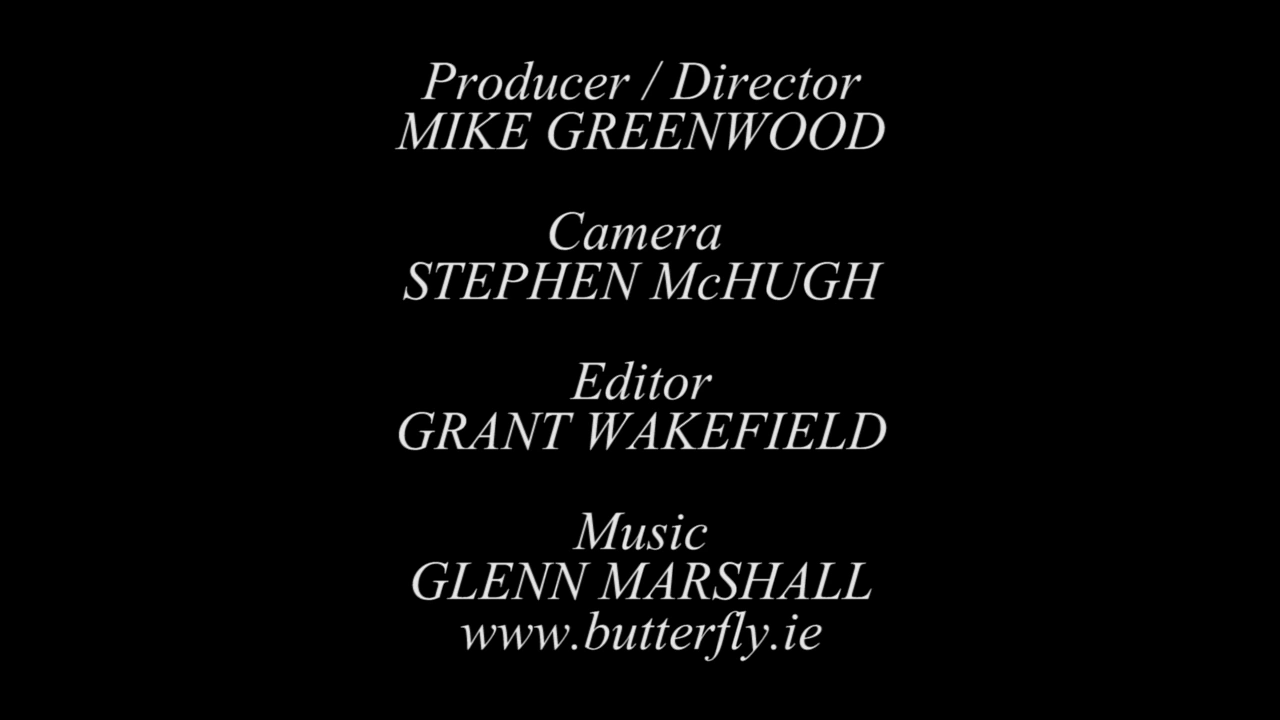 Producer / Director
MIKE GREENWOOD
Camera
STEPHEN McHUGH
Editor
GRANT WAKEFIELD
Music
GLENN MARSHALL
www.butterfly.ie